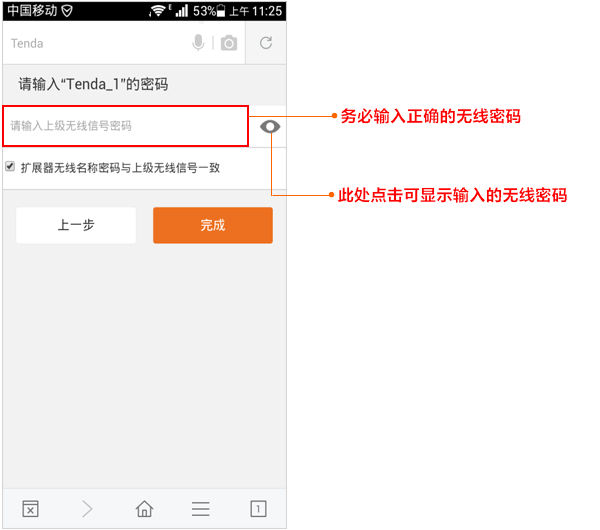 中国移动 E 53% 上午 11:25
Tenda
请输入“Tenda_1”的密码
请输入上级无线信号密码
务必输入正确的无线密码
扩展器无线名称密码与上级无线信号一致
此处点击可显示输入的无线密码
上一步 完成
1